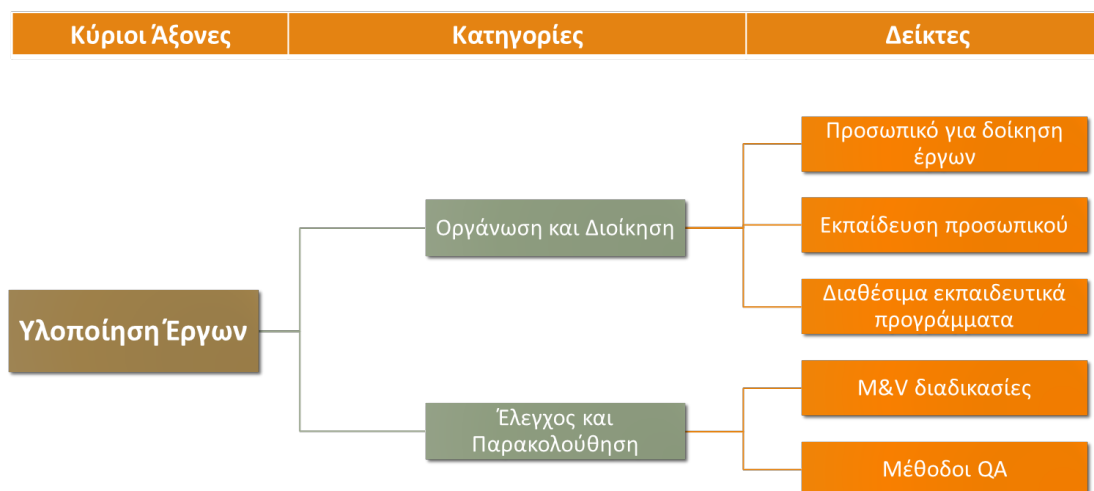 Κύριοι Άξονες
Κατηγορίες
Δείκτες
Υλοποίηση Έργων
Οργάνωση και Διοίκηση
Προσωπικό για δοίκηση
έργων
Εκπαίδευση προσωπικού
Διαθέσιμα εκπαιδευτικά
προγράμματα
Έλεγχος και
Παρακολούθηση
M&V διαδικασίες
Μέθοδοι QA